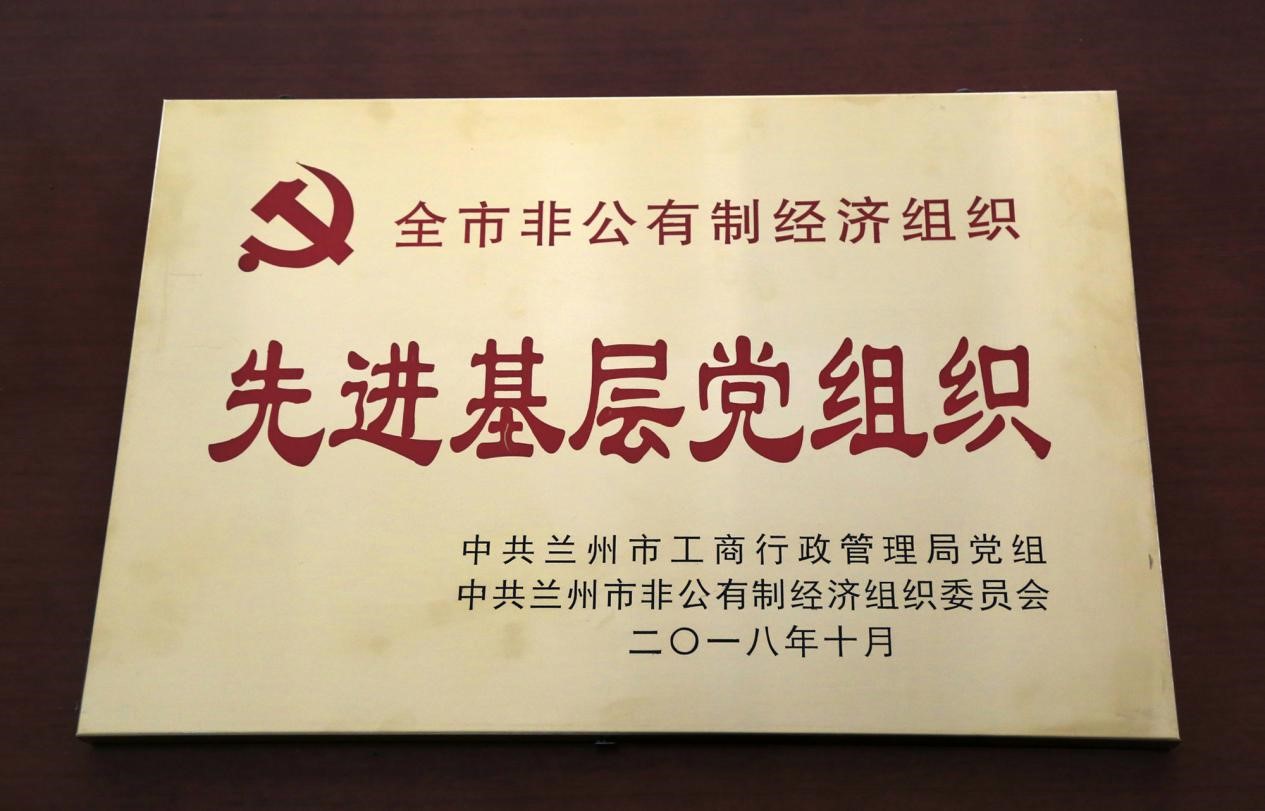 全市非公有制经济组织
先进基层党组织
中共兰州市工商行政管理局党组
中共兰州市非公有制经济组织委员会
二〇一八年十月